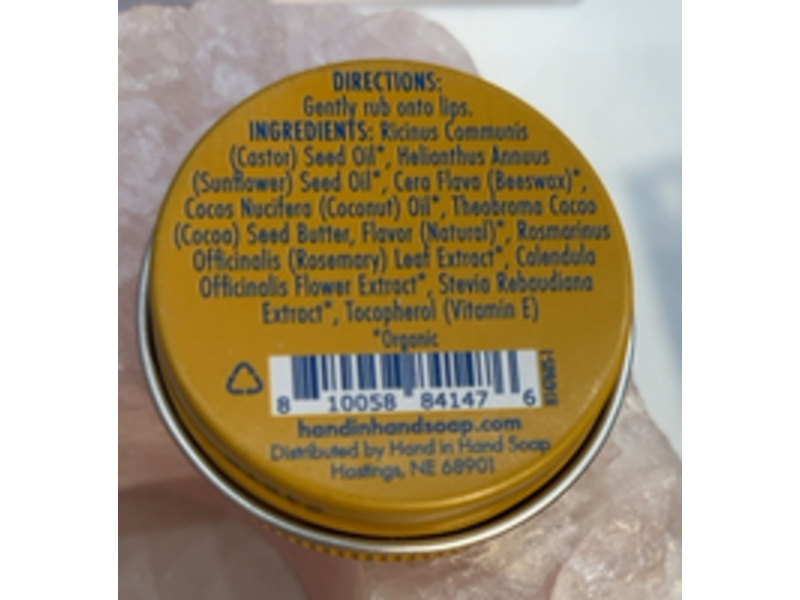 DIRECTIONS:
Gently rub onto lips.
INGREDIENTS: Ricinus Communis
(Castor) Seed Oil*, Helianthus Annuus
(Sunflower) Seed Oil*, Cera Flava (Beeswax)*,
Cocos Nucifera (Coconut) Oil*, Theobroma Cacao
(Cocoa) Seed Butter, Flavor (Natural)*, Rosmarinus
Officinalis (Rosemary) Leaf Extract*, Calendula
Officinalis Flower Extract*, Stevia Rebaudiana
Extract*, Tocopherol (Vitamin E)
*Organic
8 10058 84147 6
handinhandsoap.com
Distributed by Hand in Hand Soap
Hastings, NE 68901